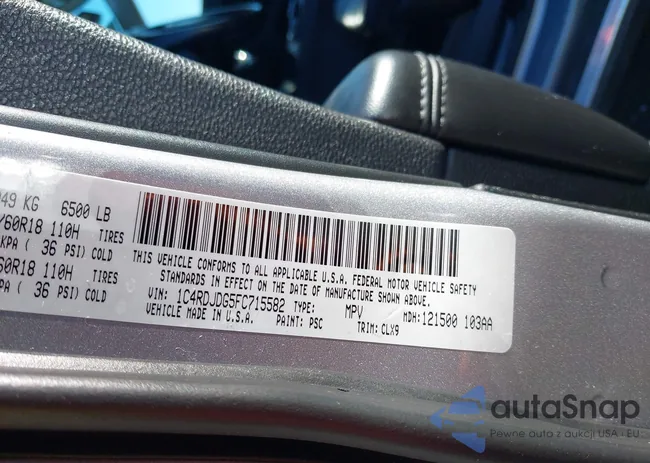 949 KG 6500 LB
/60R18 110H TIRES
KPA ( 36 PSI) COLD
60R18 110H TIRES
KPA ( 36 PSI) COLD
THIS VEHICLE CONFORMS TO ALL APPLICABLE U.S.A. FEDERAL MOTOR VEHICLE SAFETY
STANDARDS IN EFFECT ON THE DATE OF MANUFACTURE SHOWN ABOVE.
VIN: 1C4RDJDG5FC715582 TYPE: MPV MDH: 121500 103AA
VEHICLE MADE IN U.S.A. PAINT: PSC TRIM: CLX9
autaSnap
Pewne auta z aukcji USA i EU